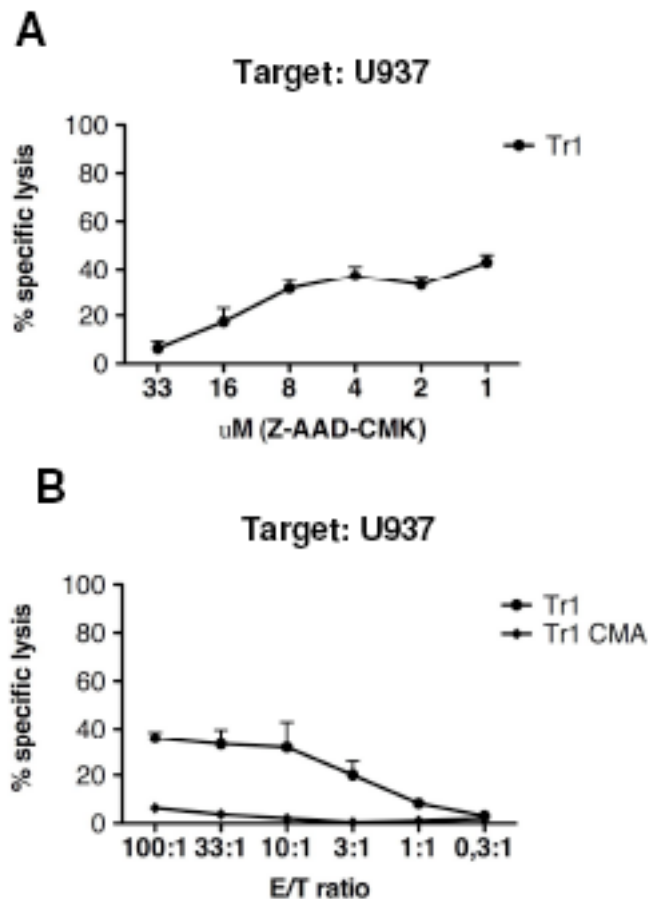 A
Target: U937
100
80
60
40
20
0
% specific lysis
Tr1
33 16 8 4 2 1
uM (Z-AAD-CMK)
B
Target: U937
100
80
60
40
20
0
% specific lysis
Tr1
Tr1 CMA
100:1 33:1 10:1 3:1 1:1 0,3:1
E/T ratio